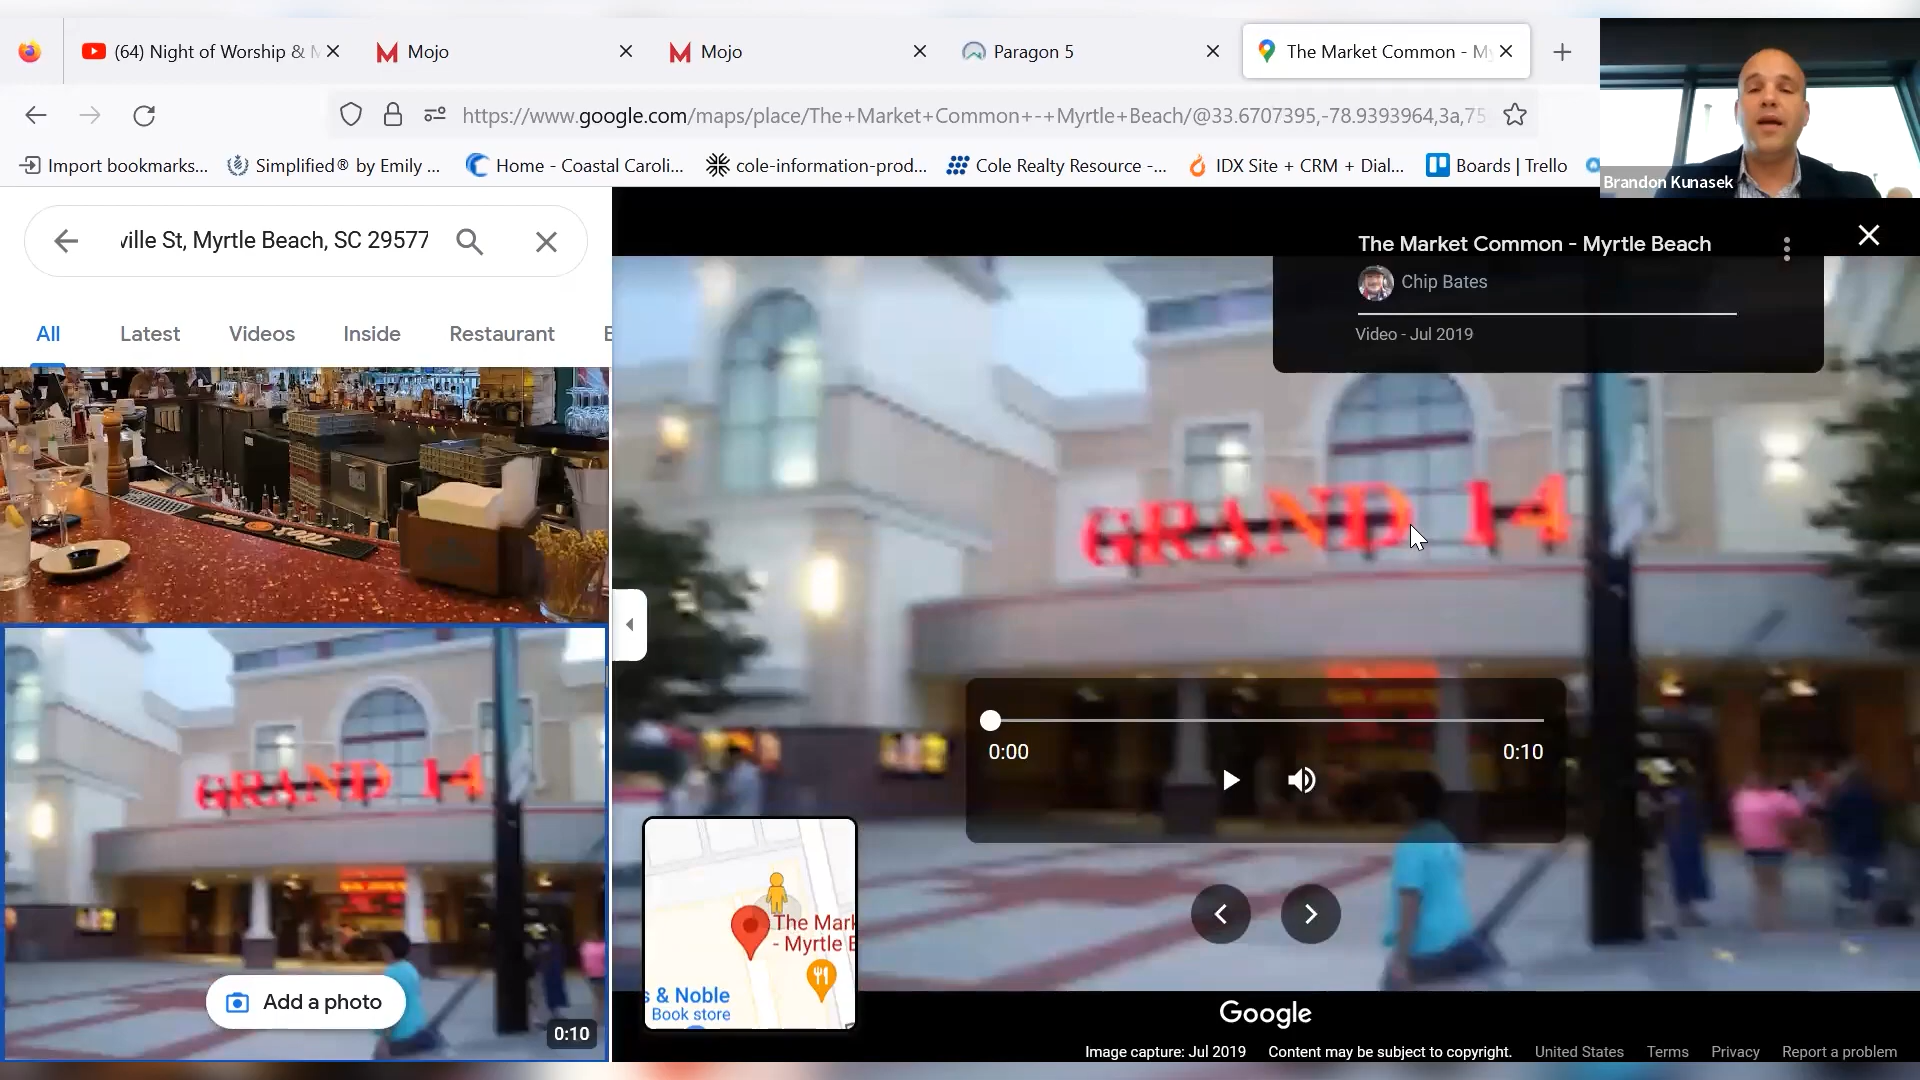 (64) Night of Worship & M
Mojo
Mojo
Paragon 5
The Market Common - My
https://www.google.com/maps/place/The+Market+Common+-+Myrtle+Beach/@33.6707395,-78.9393964,3a,75
Import bookmarks...
Simplified® by Emily ...
Home - Coastal Caroli...
cole-information-prod...
Cole Realty Resource -...
IDX Site + CRM + Dial...
Boards | Trello
Brandon Kunasek
ville St, Myrtle Beach, SC 29577
All
Latest
Videos
Inside
Restaurant
E
The Market Common - Myrtle Beach
Chip Bates
Video - Jul 2019
GRAND 14
0:00
0:10
GRAND 14
Add a photo
0:10
The Mark
- Myrtle B
s & Noble
Book store
Google
Image capture: Jul 2019
Content may be subject to copyright.
United States
Terms
Privacy
Report a problem